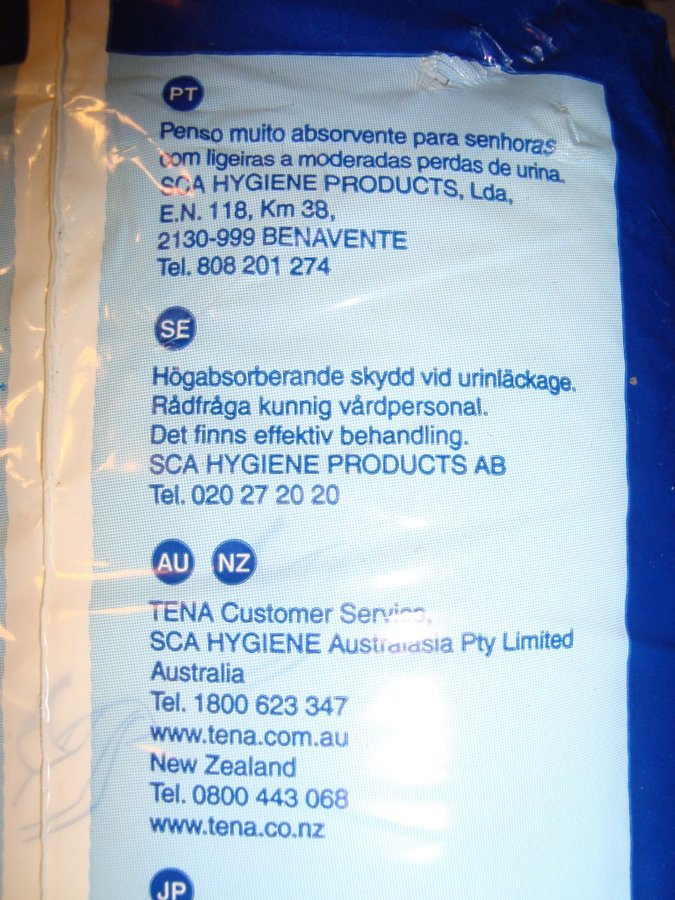 PT
Penso muito absorvente para senhoras
com ligeiras a moderadas perdas de urina.
SCA HYGIENE PRODUCTS, Lda,
E.N. 118, Km 38,
2130-999 BENAVENTE
Tel. 808 201 274
SE
Högabsorberande skydd vid urinläckage.
Rådfråga kunnig vårdpersonal.
Det finns effektiv behandling.
SCA HYGIENE PRODUCTS AB
Tel. 020 27 20 20
AU NZ
TENA Customer Service,
SCA HYGIENE Australasia Pty Limited
Australia
Tel. 1800 623 347
www.tena.com.au
New Zealand
Tel. 0800 443 068
www.tena.co.nz
JP